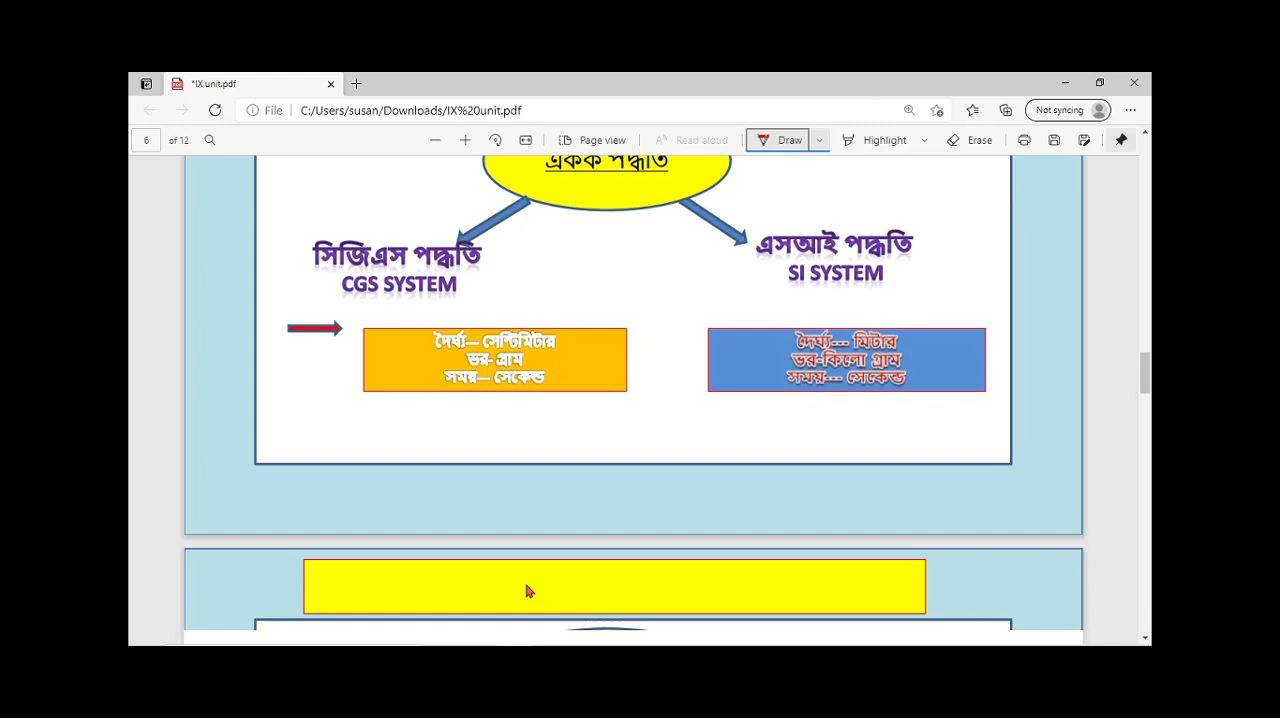 *IX unit.pdf
File
C:/Users/susan/Downloads/IX%20unit.pdf
Not syncing
6 of 12
Page view
Read aloud
Draw
Highlight
Erase
একক পদ্ধতি
সিজিএস পদ্ধতি
CGS SYSTEM
এসআই পদ্ধতি
SI SYSTEM
দৈর্ঘ্য— সেন্টিমিটার
ভর- গ্রাম
সময়— সেকেন্ড
দৈর্ঘ্য--- মিটার
ভর-কিলো গ্রাম
সময়--- সেকেন্ড